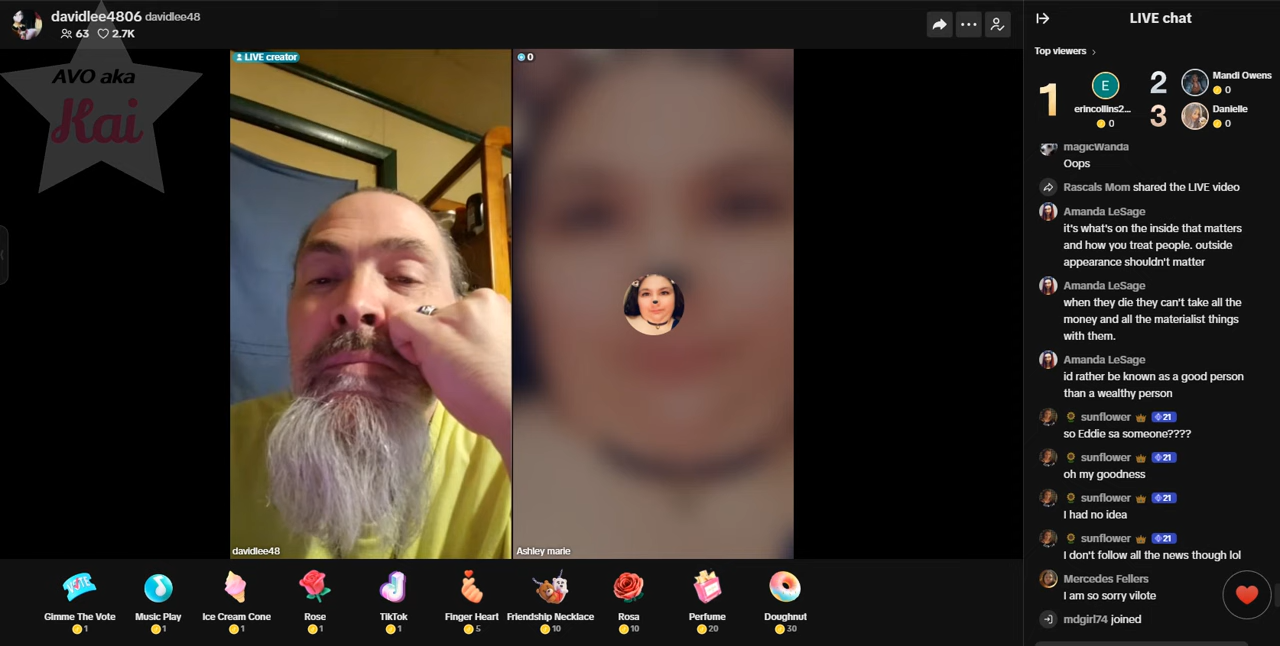 davidlee4806 davidlee48
63 2.7K
AVO aka
Kai
LIVE creator
0
davidlee48
Ashley marie
Gimme The Vote
1
Music Play
1
Ice Cream Cone
1
Rose
1
TikTok
1
Finger Heart
5
Friendship Necklace
10
Rosa
10
Perfume
20
Doughnut
30
LIVE chat
Top viewers
1
E
erincollins2...
0
2
Mandi Owens
0
3
Danielle
0
magicWanda
Oops
Rascals Mom shared the LIVE video
Amanda LeSage
it's what's on the inside that matters
and how you treat people. outside
appearance shouldn't matter
Amanda LeSage
when they die they can't take all the
money and all the materialist things
with them.
Amanda LeSage
id rather be known as a good person
than a wealthy person
sunflower 21
so Eddie sa someone????
sunflower 21
oh my goodness
sunflower 21
I had no idea
sunflower 21
I don't follow all the news though lol
Mercedes Fellers
I am so sorry vilote
mdgirl74 joined